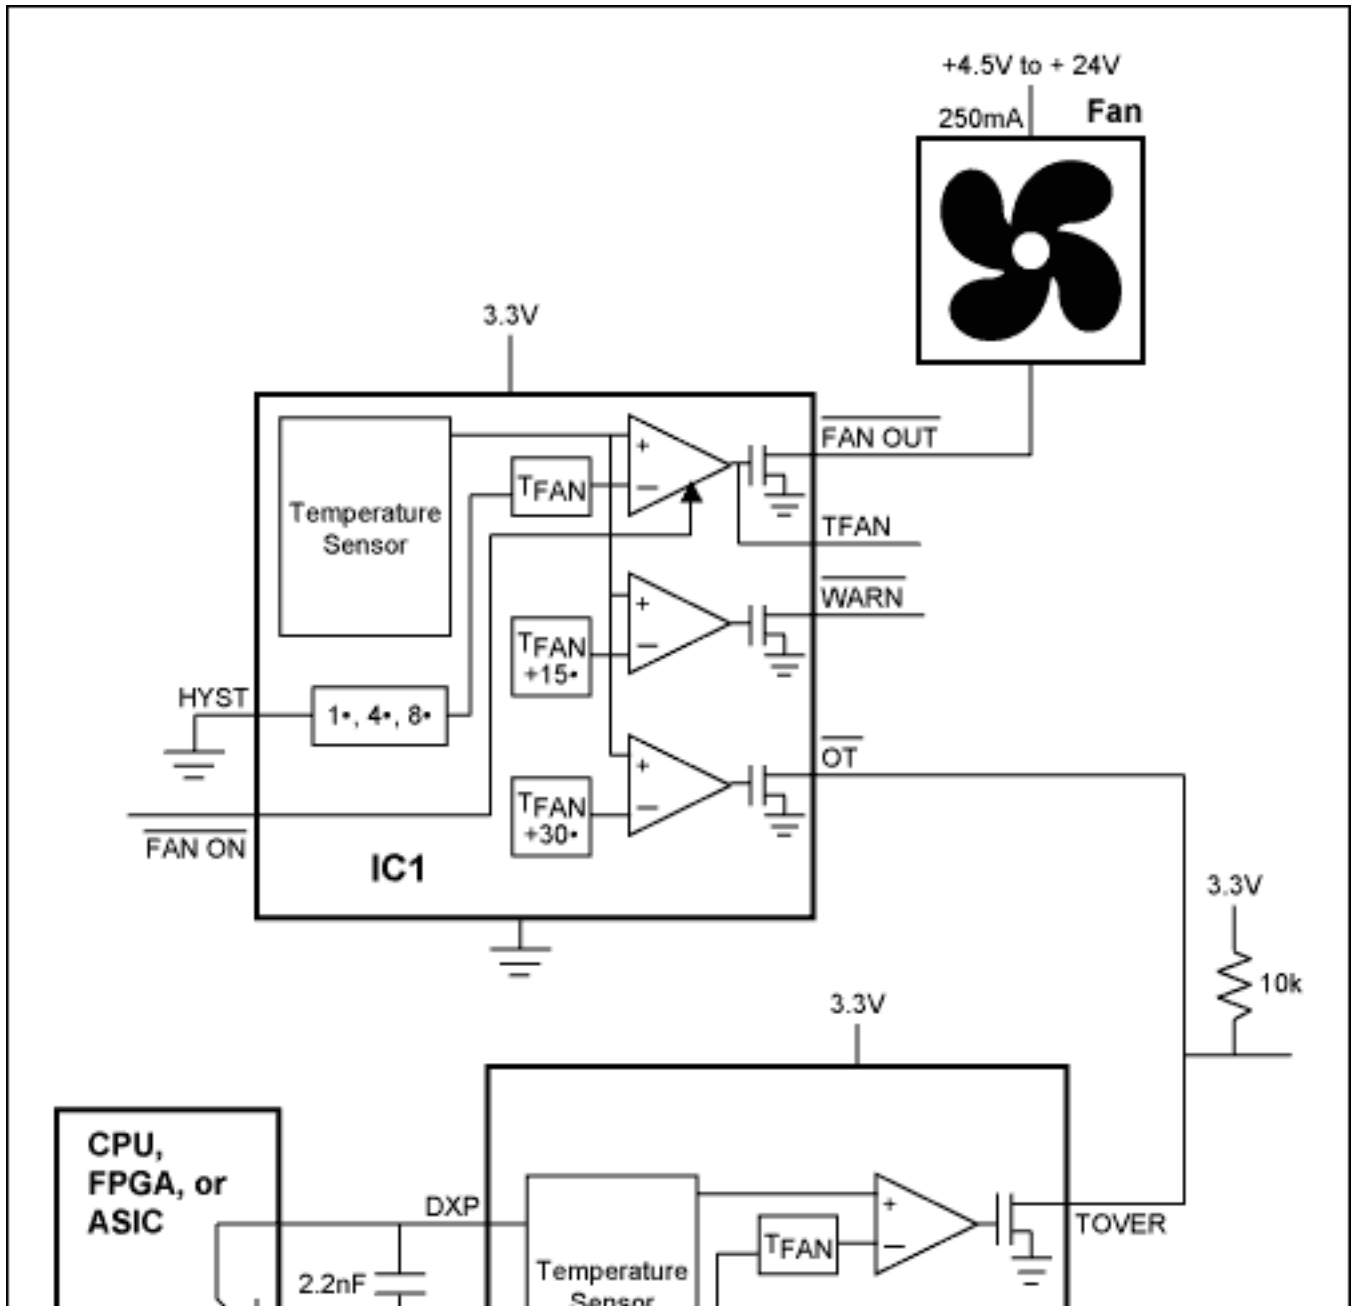 +4.5V to + 24V
250mA
Fan
3.3V
FAN OUT
+
−
TFAN
Temperature
Sensor
TFAN
WARN
+
−
TFAN
+15•
HYST
1•, 4•, 8•
OT
+
−
TFAN
+30•
FAN ON
IC1
3.3V
10k
3.3V
CPU,
FPGA, or
ASIC
DXP
+
−
TOVER
TFAN
2.2nF
Temperature
Sensor